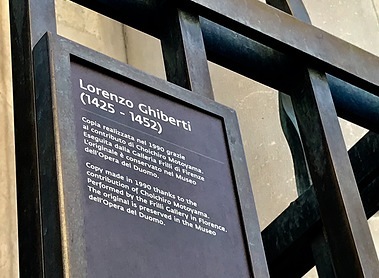 Lorenzo Ghiberti
(1425 - 1452)
Copia realizzata nel 1990 grazie
al contributo di Choichiro Motoyama.
Eseguita dalla Galleria Frilli di Firenze
L'originale è conservato nel Museo
dell'Opera del Duomo.
Copy made in 1990 thanks to the
contribution of Choichiro Motoyama.
Performed by the Frilli Gallery in Florence.
The original is preserved in the Museo
dell'Opera del Duomo.